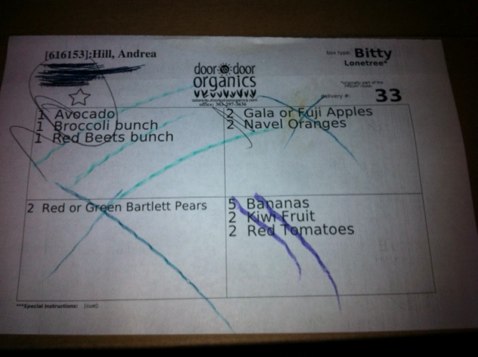 [616153]:Hill, Andrea
door to door
organics
Box Type: Bitty
Lonetree*
delivery #: 33
1 Avocado
1 Broccoli bunch
1 Red Beets bunch
2 Gala or Fuji Apples
2 Navel Oranges
2 Red or Green Bartlett Pears
5 Bananas
2 Kiwi Fruit
2 Red Tomatoes
***Special Instructions: